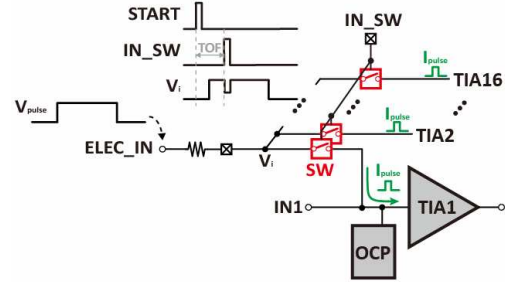 START
IN_SW
TOF
IN_SW
Vi
Ipulse
TIA16
Vpulse
Ipulse
TIA2
ELEC_IN
Vi
SW
Ipulse
IN1
TIA1
OCP